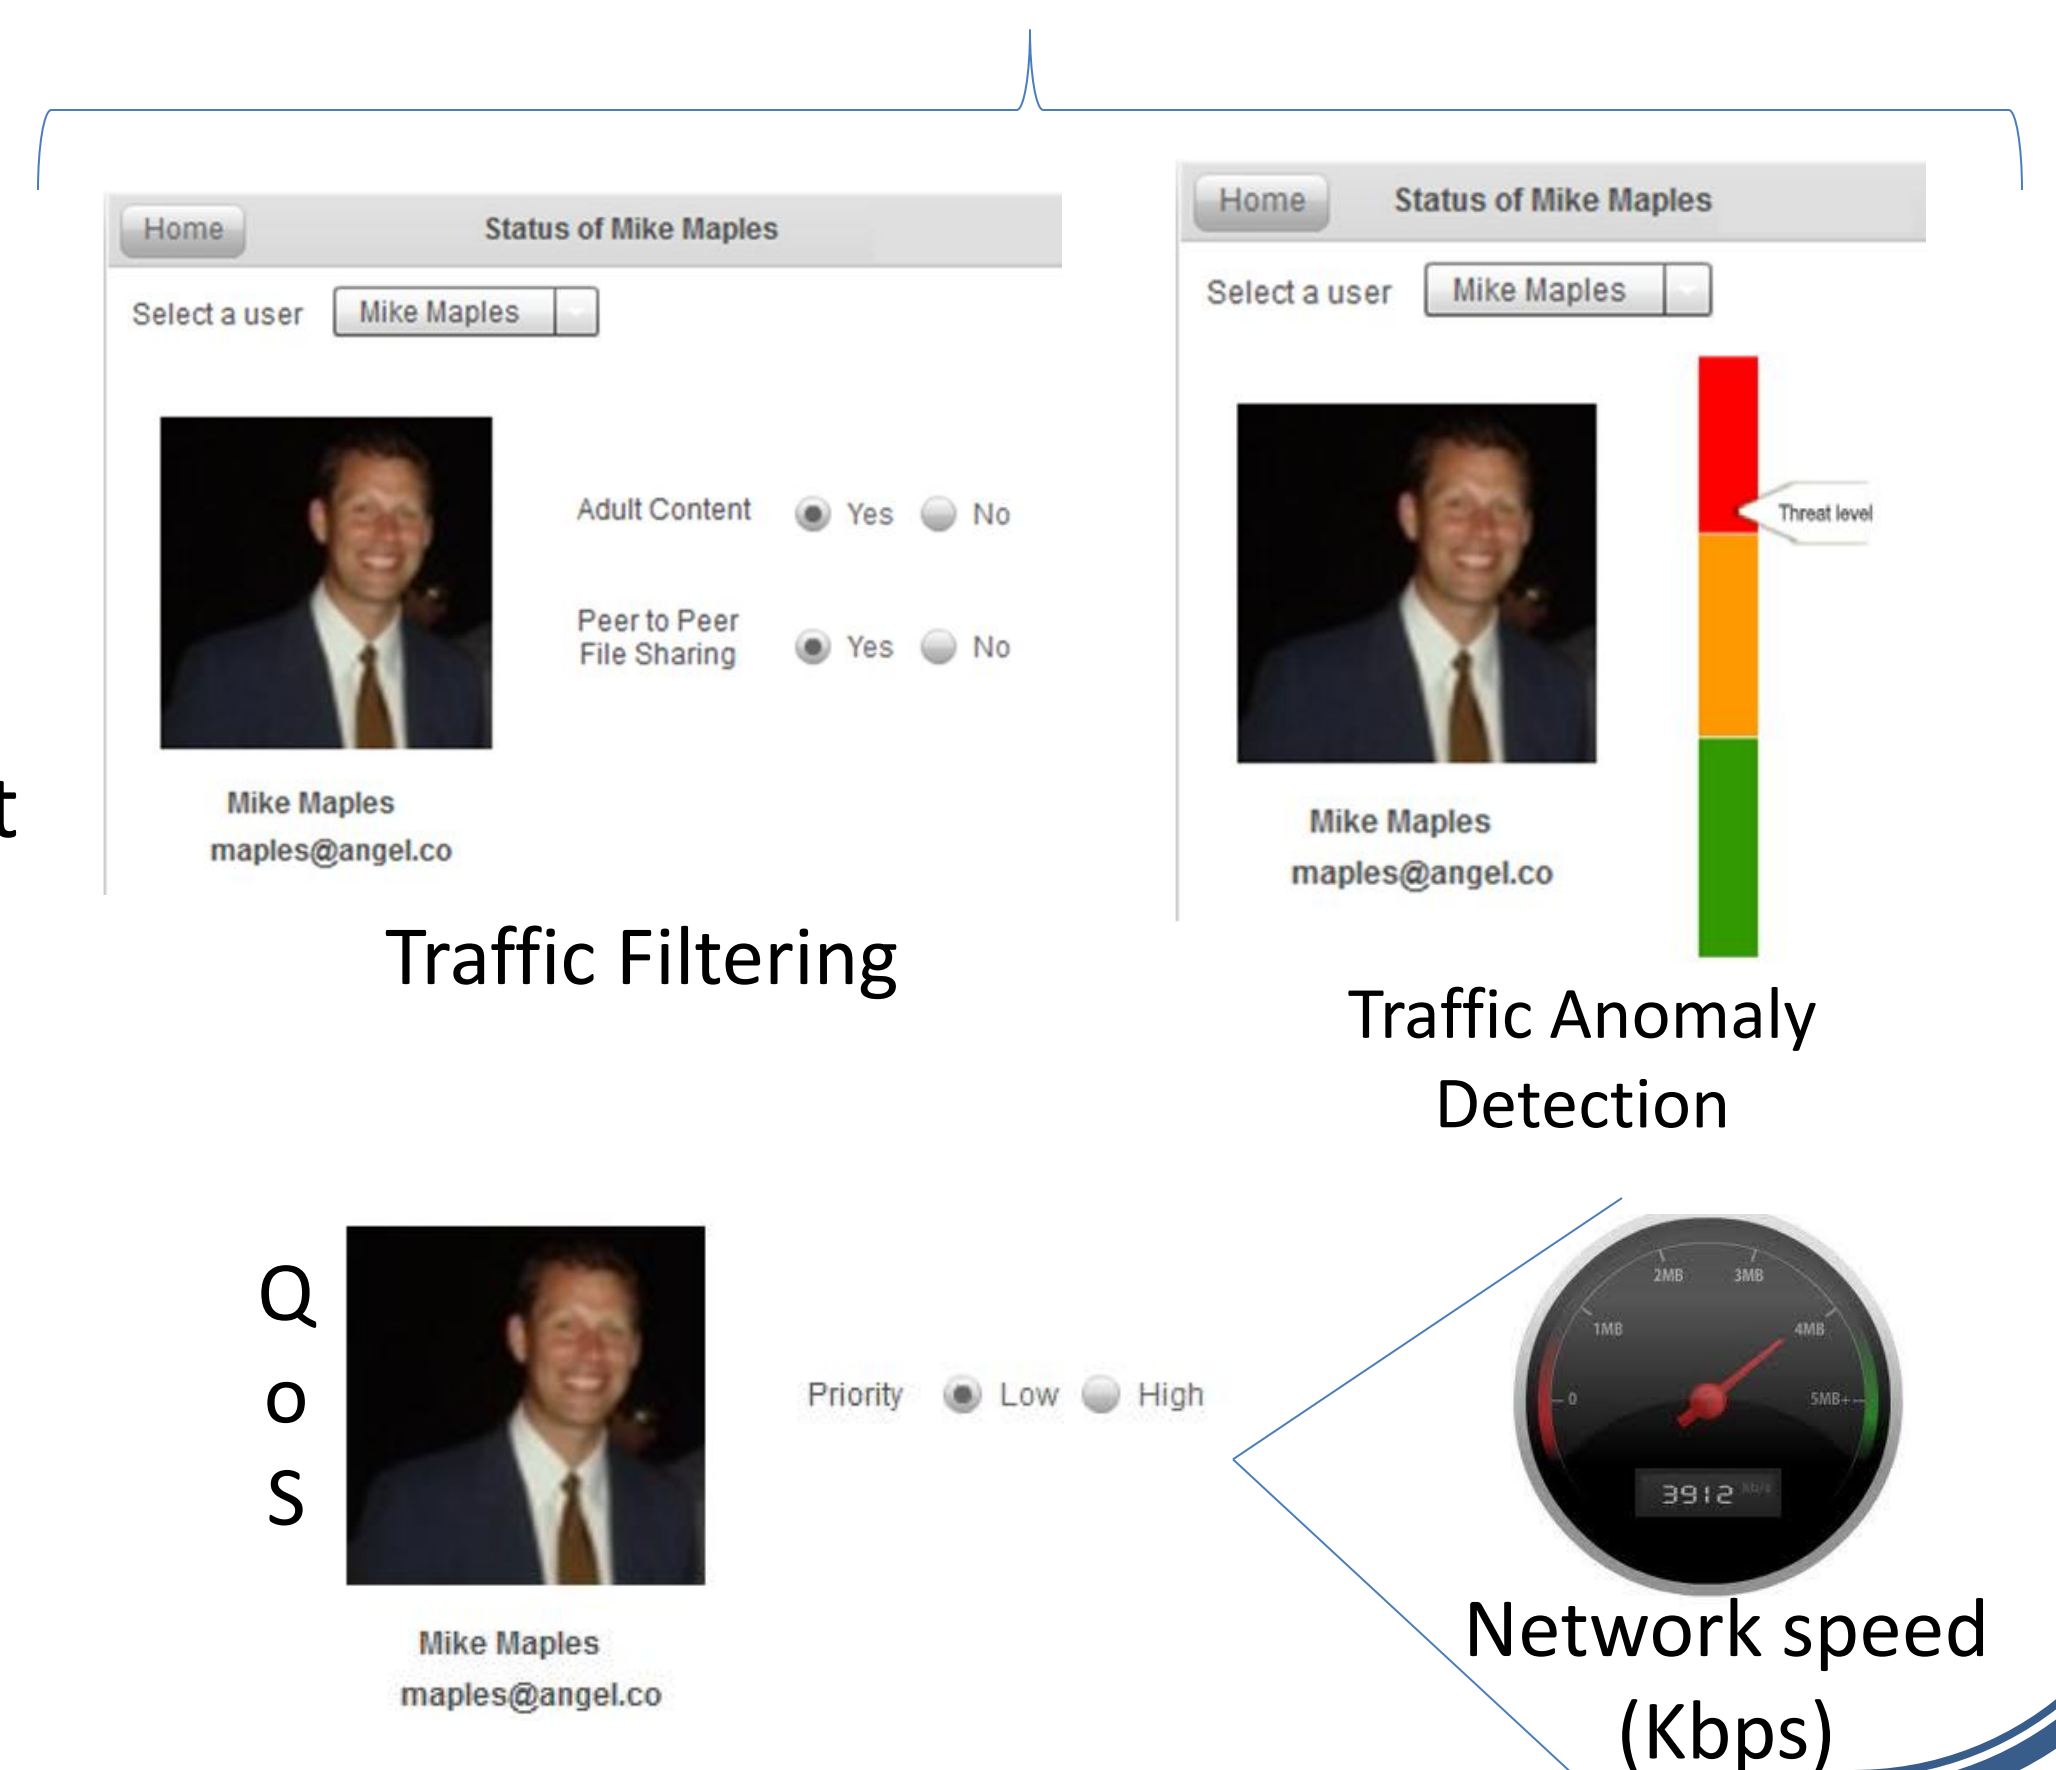 Home
Status of Mike Maples
Select a user
Mike Maples
Adult Content
Yes
No
Peer to Peer
File Sharing
Yes
No
Mike Maples
maples@angel.co
Traffic Filtering
Home
Status of Mike Maples
Select a user
Mike Maples
Threat level
Mike Maples
maples@angel.co
Traffic Anomaly
Detection
t
Q
o
S
Priority
Low
High
Mike Maples
maples@angel.co
0
1MB
2MB
3MB
4MB
5MB+
3912
Network speed
(Kbps)